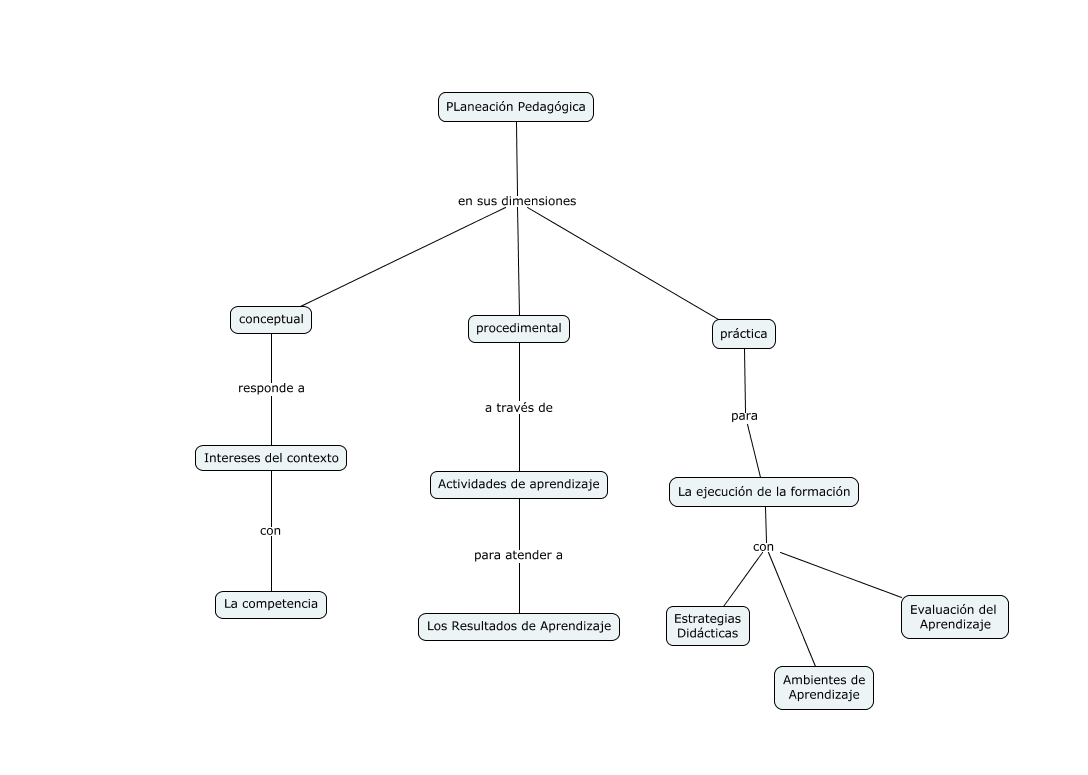 PLaneación Pedagógica
en sus dimensiones
conceptual
procedimental
práctica
responde a
a través de
para
Intereses del contexto
Actividades de aprendizaje
La ejecución de la formación
con
para atender a
con
La competencia
Los Resultados de Aprendizaje
Estrategias
Didácticas
Evaluación del
Aprendizaje
Ambientes de
Aprendizaje